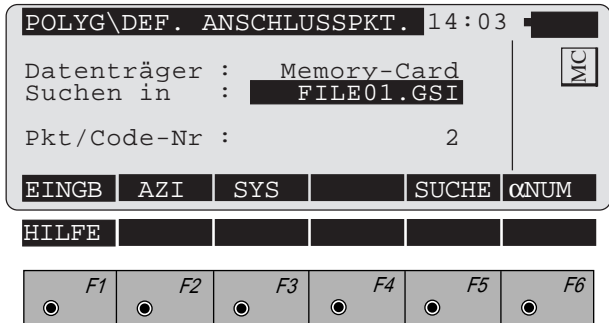 POLYG\DEF. ANSCHLUSSPKT. 14:03
Datenträger : Memory-Card
MC
Suchen in : FILE01.GSI
Pkt/Code-Nr : 2
EINGB AZI SYS SUCHE αNUM
HILFE
F1 F2 F3 F4 F5 F6